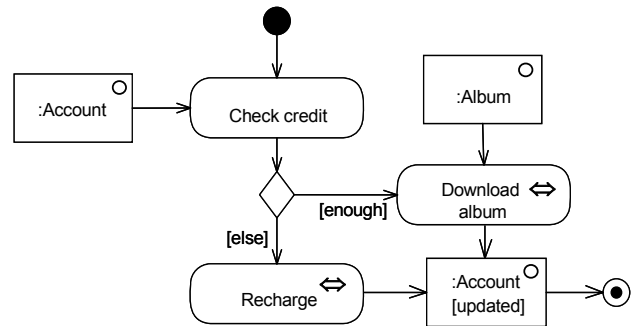 :Account
Check credit
:Album
[enough]
Download
album
[else]
Recharge
:Account
[updated]